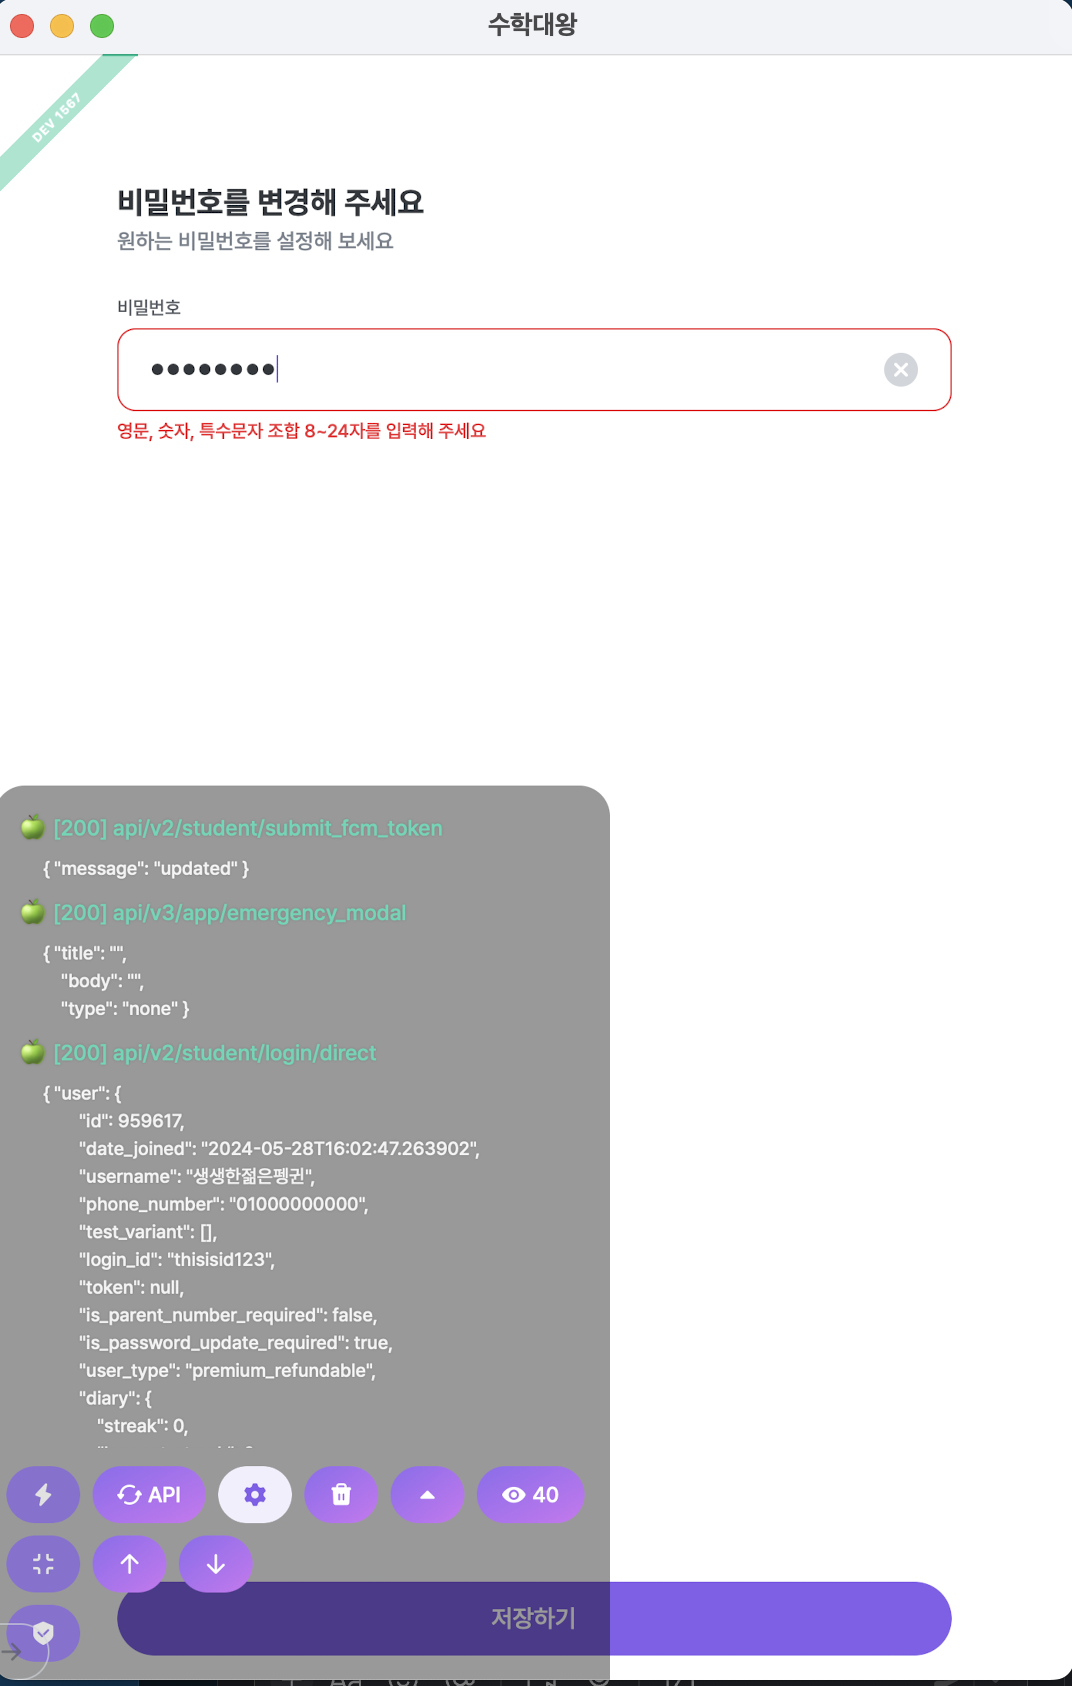 수학대왕
DEV 1567
비밀번호를 변경해 주세요
원하는 비밀번호를 설정해 보세요
비밀번호
영문, 숫자, 특수문자 조합 8~24자를 입력해 주세요
[200] api/v2/student/submit_fcm_token
{ "message": "updated" }
[200] api/v3/app/emergency_modal
{ "title": "",
"body": "",
"type": "none" }
[200] api/v2/student/login/direct
{ "user": {
"id": 959617,
"date_joined": "2024-05-28T16:02:47.263902",
"username": "생생한젊은펭귄",
"phone_number": "01000000000",
"test_variant": [],
"login_id": "thisisid123",
"token": null,
"is_parent_number_required": false,
"is_password_update_required": true,
"user_type": "premium_refundable",
"diary": {
"streak": 0,
API
40
저장하기